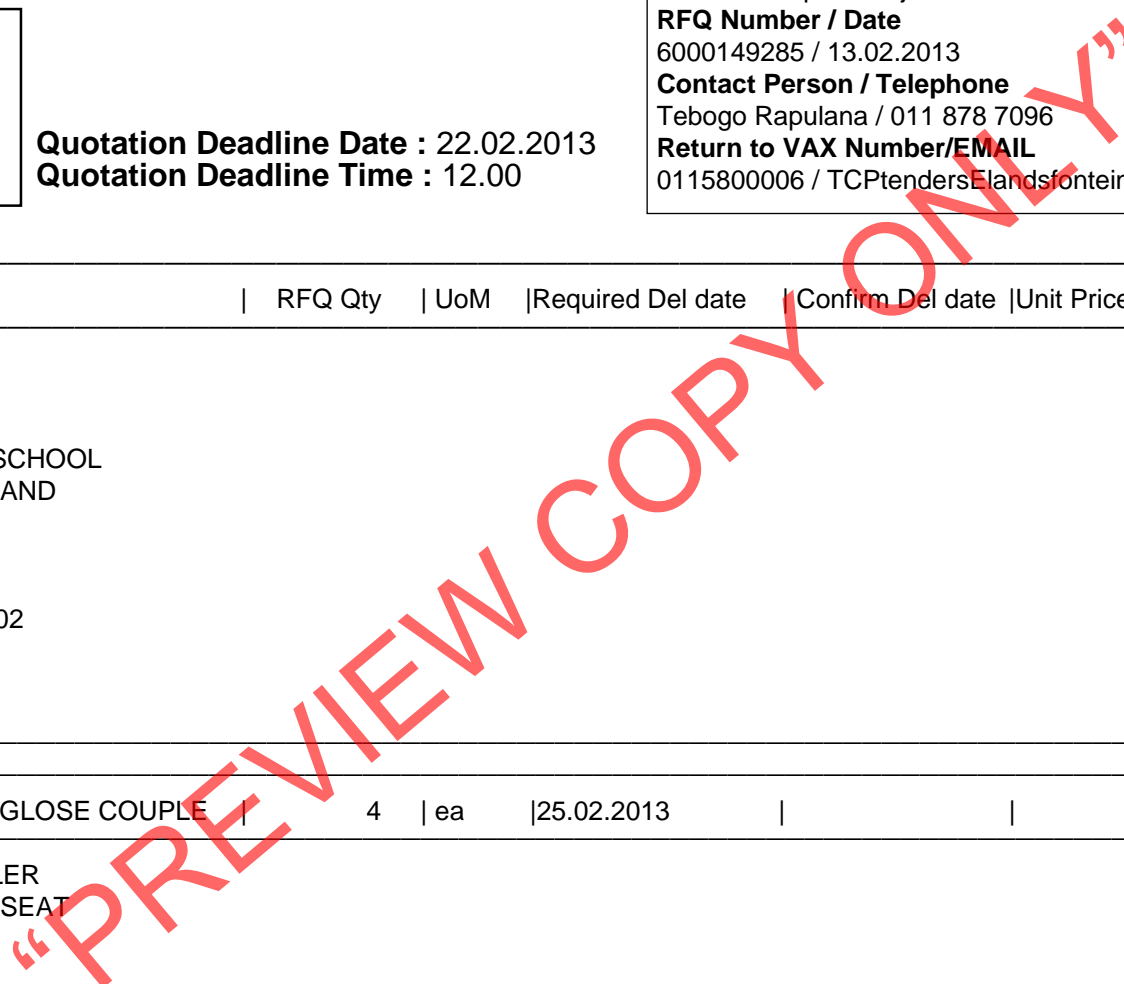 RFQ Number / Date
6000149285 / 13.02.2013
Contact Person / Telephone
Tebogo Rapulana / 011 878 7096
Return to VAX Number/EMAIL
0115800006 / TCPtendersElandsfontein
Quotation Deadline Date : 22.02.2013
Quotation Deadline Time : 12.00
| RFQ Qty | UoM |Required Del date | Confirm Del date |Unit Price
SCHOOL
AND
02
GLOSE COUPLE | 4 | ea |25.02.2013 | |
LER
SEAT
“PREVIEW COPY ONLY”